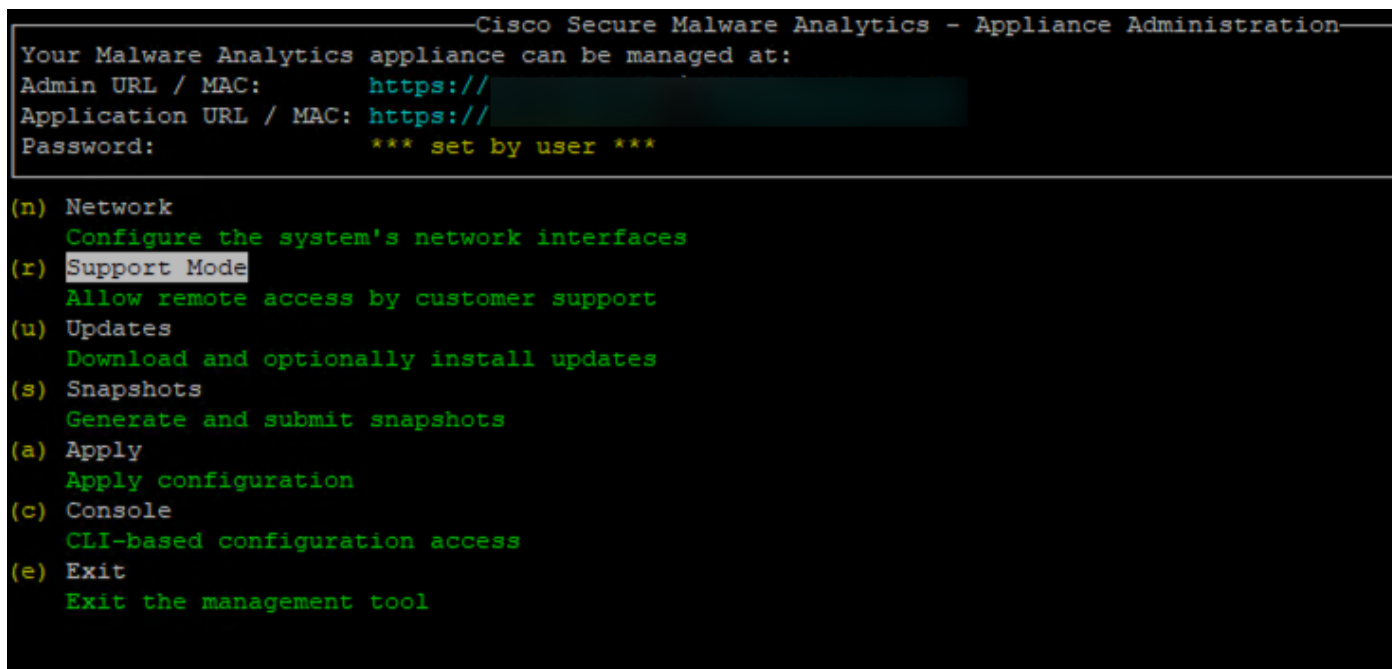 Cisco Secure Malware Analytics - Appliance Administration
Your Malware Analytics appliance can be managed at:
Admin URL / MAC: https://
Application URL / MAC: https://
Password: *** set by user ***
(n) Network
Configure the system's network interfaces
(r) Support Mode
Allow remote access by customer support
(u) Updates
Download and optionally install updates
(s) Snapshots
Generate and submit snapshots
(a) Apply
Apply configuration
(c) Console
CLI-based configuration access
(e) Exit
Exit the management tool